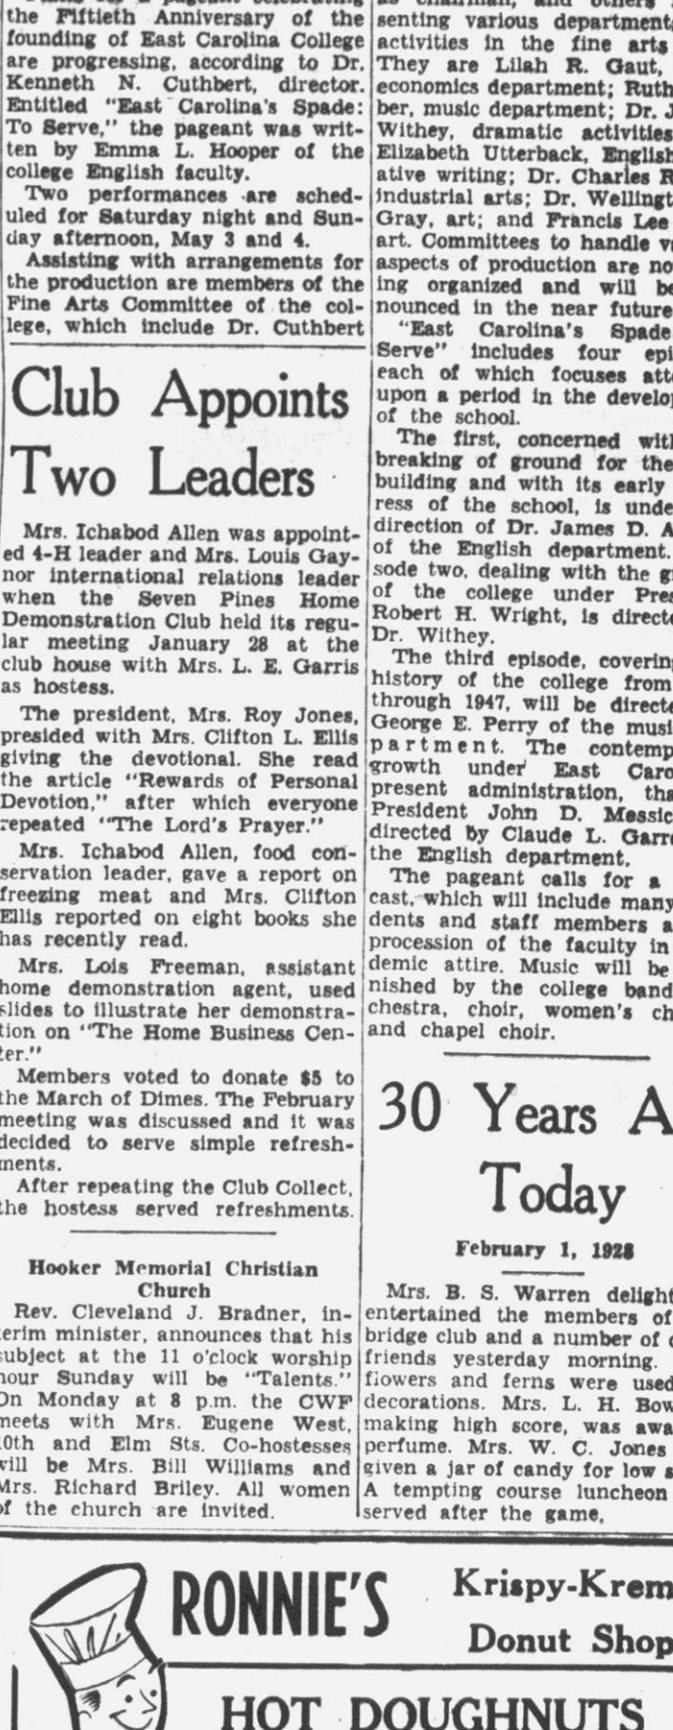 the Fiftieth Anniversary of the
founding of East Carolina College
are progressing, according to Dr.
Kenneth N. Cuthbert, director.
Entitled "East Carolina's Spade:
To Serve," the pageant was writ-
ten by Emma L. Hooper of the
college English faculty.
Two performances are sched-
uled for Saturday night and Sun-
day afternoon, May 3 and 4.
Assisting with arrangements for
the production are members of the
Fine Arts Committee of the col-
lege, which include Dr. Cuthbert
Club Appoints
Two Leaders
Mrs. Ichabod Allen was appoint-
ed 4-H leader and Mrs. Louis Gay-
nor international relations leader
when the Seven Pines Home
Demonstration Club held its regu-
lar meeting January 28 at the
club house with Mrs. L. E. Garris
as hostess.
The president, Mrs. Roy Jones,
presided with Mrs. Clifton L. Ellis
giving the devotional. She read
the article "Rewards of Personal
Devotion," after which everyone
repeated "The Lord's Prayer."
Mrs. Ichabod Allen, food con-
servation leader, gave a report on
freezing meat and Mrs. Clifton
Ellis reported on eight books she
has recently read.
Mrs. Lois Freeman, assistant
home demonstration agent, used
slides to illustrate her demonstra-
tion on "The Home Business Cen-
ter."
Members voted to donate $5 to
the March of Dimes. The February
meeting was discussed and it was
decided to serve simple refresh-
ments.
After repeating the Club Collect,
the hostess served refreshments.
Hooker Memorial Christian
Church
Rev. Cleveland J. Bradner, in-
terim minister, announces that his
subject at the 11 o'clock worship
hour Sunday will be "Talents."
On Monday at 8 p.m. the CWF
meets with Mrs. Eugene West,
10th and Elm Sts. Co-hostesses
will be Mrs. Bill Williams and
Mrs. Richard Briley. All women
of the church are invited.
as chairman, and others
senting various department
activities in the fine arts
They are Lilah R. Gaut,
economics department; Ruth
ber, music department; Dr. J
Withey, dramatic activities
Elizabeth Utterback, English
ative writing; Dr. Charles R
industrial arts; Dr. Wellingt
Gray, art; and Francis Lee
art. Committees to handle v
aspects of production are no
ing organized and will be
nounced in the near future
"East Carolina's Spade
Serve" includes four epi
each of which focuses att
upon a period in the develo
of the school.
The first, concerned wit
breaking of ground for the
building and with its early
ress of the school, is unde
direction of Dr. James D. A
of the English department.
sode two, dealing with the g
of the college under Pres
Robert H. Wright, is direct
Dr. Withey.
The third episode, covering
history of the college from
through 1947, will be directe
George E. Perry of the musi
partment. The contemp
growth under East Caro
present administration, tha
President John D. Messic
directed by Claude L. Garr
the English department.
The pageant calls for a
cast, which will include many
dents and staff members a
procession of the faculty in
demic attire. Music will be
nished by the college band
chestra, choir, women's ch
and chapel choir.
30 Years A
Today
February 1, 1928
Mrs. B. S. Warren delight
entertained the members of
bridge club and a number of o
friends yesterday morning.
flowers and ferns were used
decorations. Mrs. L. H. Bow
making high score, was awa
perfume. Mrs. W. C. Jones
given a jar of candy for low s
A tempting course luncheon
served after the game.
RONNIE'S
Krispy-Krem
Donut Shop
HOT DOUGHNUTS